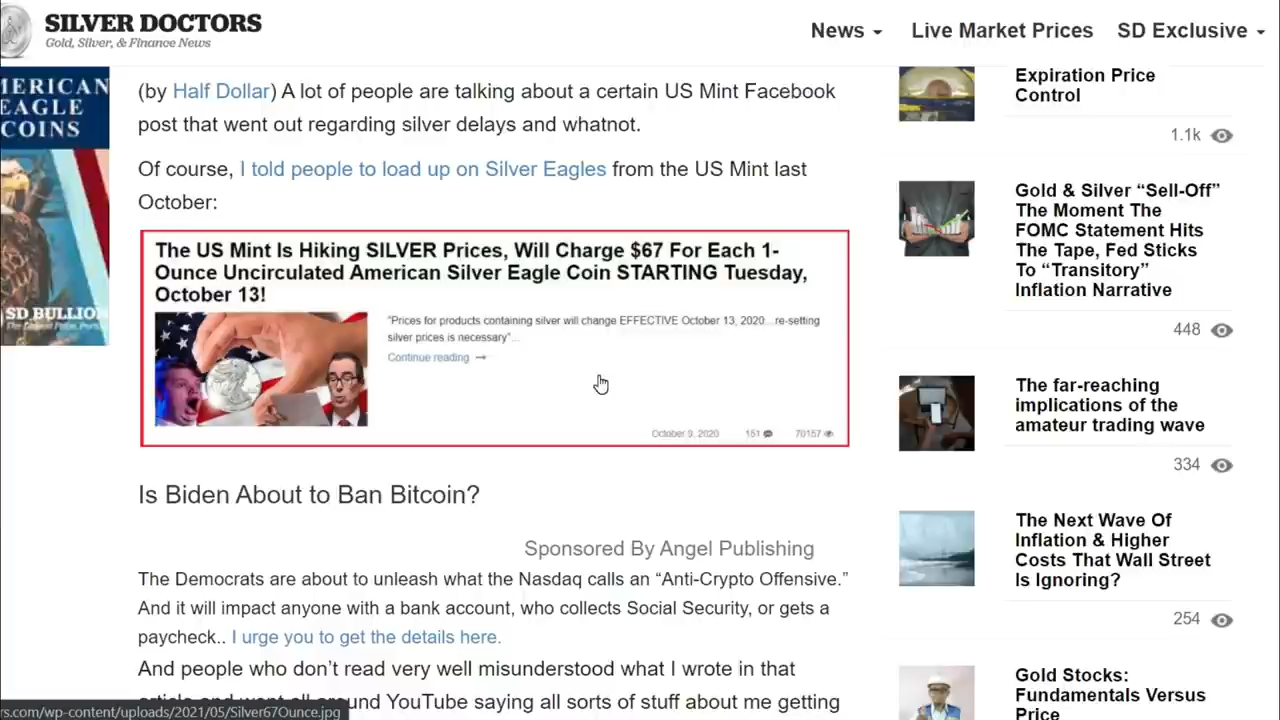 SILVER DOCTORS
Gold, Silver, & Finance News
News
Live Market Prices
SD Exclusive
MERICAN
EAGLE
COINS
SD BULLION
(by Half Dollar) A lot of people are talking about a certain US Mint Facebook
post that went out regarding silver delays and whatnot.
Of course, I told people to load up on Silver Eagles from the US Mint last
October:
The US Mint Is Hiking SILVER Prices, Will Charge $67 For Each 1-
Ounce Uncirculated American Silver Eagle Coin STARTING Tuesday,
October 13!
"Prices for products containing silver will change EFFECTIVE October 13, 2020...re-setting
silver prices is necessary"...
Continue reading →
October 9, 2020 151 70157
Is Biden About to Ban Bitcoin?
Sponsored By Angel Publishing
The Democrats are about to unleash what the Nasdaq calls an “Anti-Crypto Offensive.”
And it will impact anyone with a bank account, who collects Social Security, or gets a
paycheck.. I urge you to get the details here.
And people who don’t read very well misunderstood what I wrote in that
article and went all around YouTube saying all sorts of stuff about me getting
rs.com/wp-content/uploads/2021/05/Silver67Ounce.jpg
Expiration Price
Control
1.1k
Gold & Silver “Sell-Off”
The Moment The
FOMC Statement Hits
The Tape, Fed Sticks
To “Transitory”
Inflation Narrative
448
The far-reaching
implications of the
amateur trading wave
334
The Next Wave Of
Inflation & Higher
Costs That Wall Street
Is Ignoring?
254
Gold Stocks:
Fundamentals Versus
Price